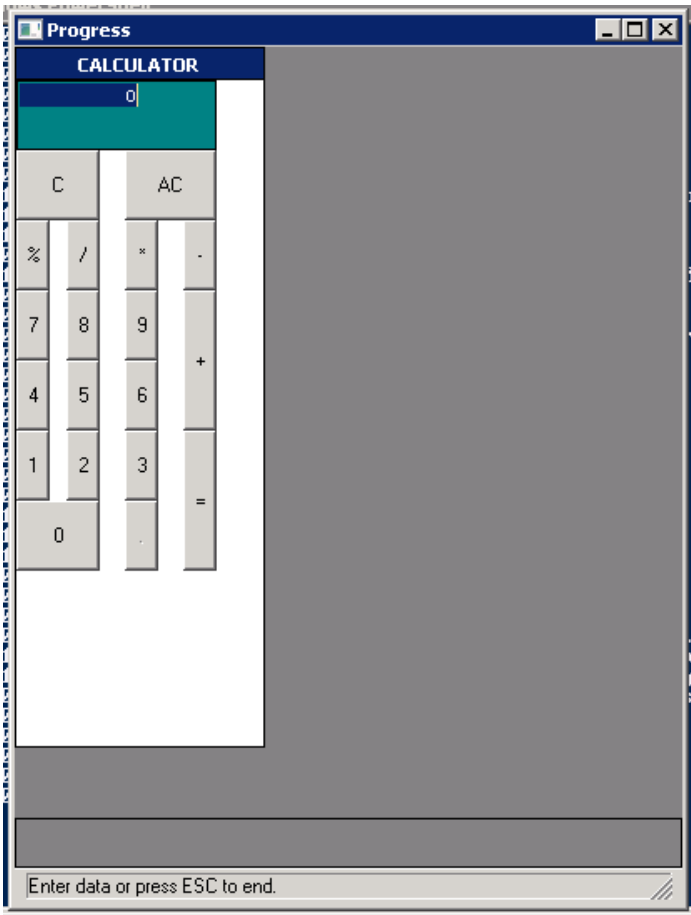 Progress
CALCULATOR
0
C AC
% / * -
7 8 9
+
4 5 6
1 2 3
=
0 .
Enter data or press ESC to end.